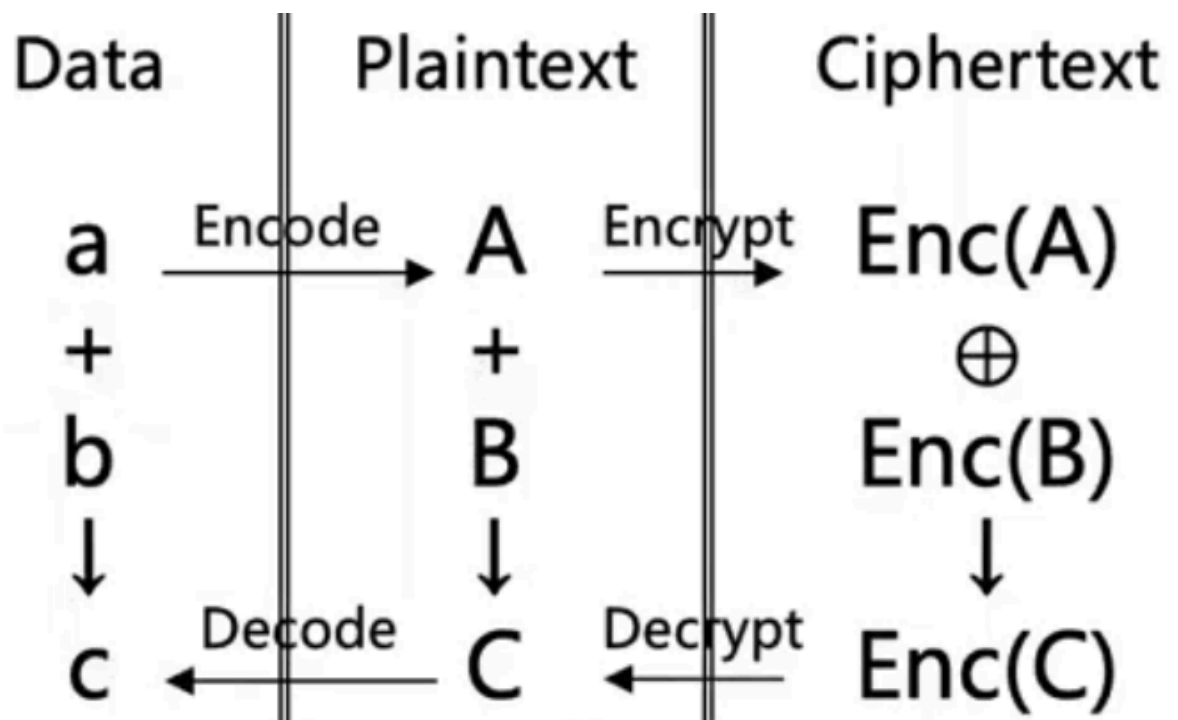 Data Plaintext Ciphertext
Encode Encrypt
a A Enc(A)
+ + ⊕
b B Enc(B)
Decode Decrypt
c C Enc(C)